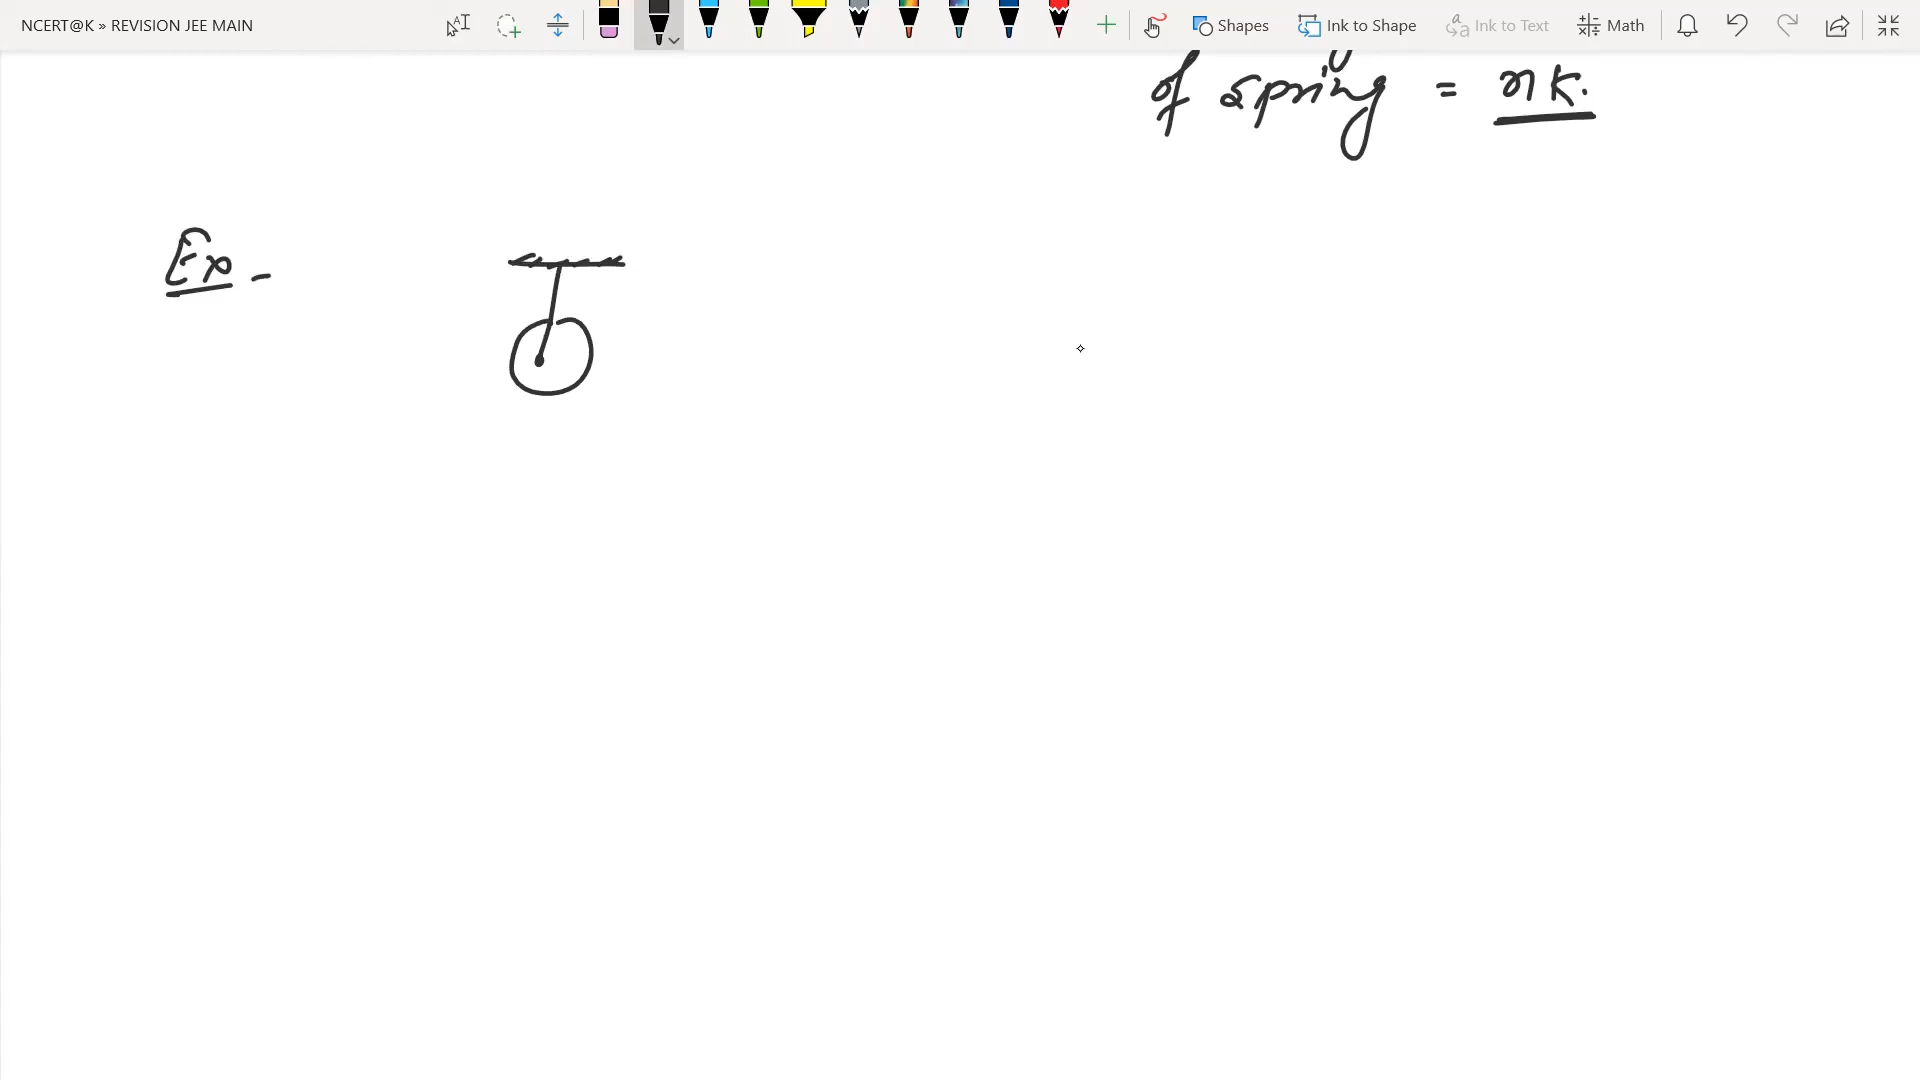 NCERT@K » REVISION JEE MAIN
Shapes
Ink to Shape
Ink to Text
Math
of spring = nk.
Ex -